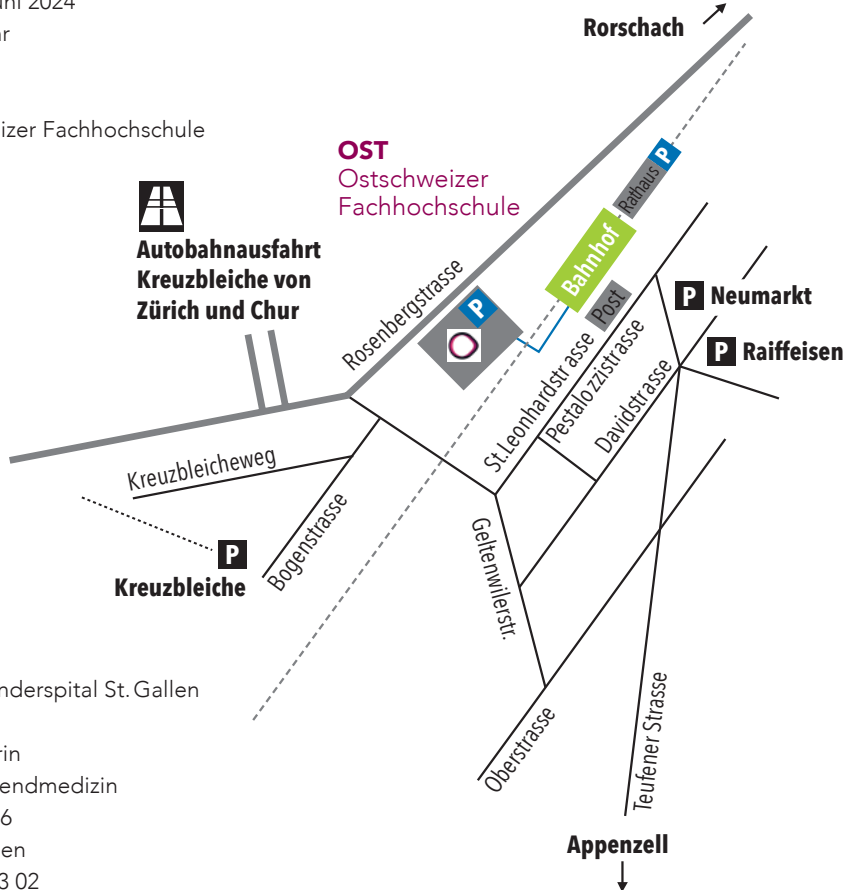 uni 2024
hr
izer Fachhochschule
Rorschach
OST
Ostschweizer
Fachhochschule
Autobahnausfahrt
Kreuzbleiche von
Zürich und Chur
P
Rathaus
Bahnhof
Post
P
Rosenbergstrasse
P Neumarkt
P Raiffeisen
St.Leonhardstrasse
Pestalozzistrasse
Davidstrasse
Kreuzbleicheweg
Bogenstrasse
P
Kreuzbleiche
Geltenwilerstr.
Oberstrasse
Teufener Strasse
Appenzell
nderspital St. Gallen
rin
endmedizin
6
en
3 02